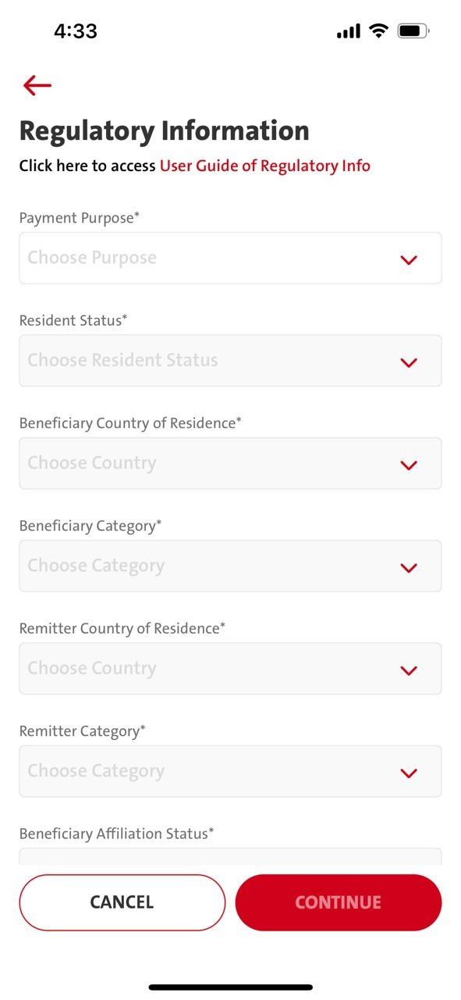 4:33
Regulatory Information
Click here to access User Guide of Regulatory Info
Payment Purpose*
Choose Purpose
Resident Status*
Choose Resident Status
Beneficiary Country of Residence*
Choose Country
Beneficiary Category*
Choose Category
Remitter Country of Residence*
Choose Country
Remitter Category*
Choose Category
Beneficiary Affiliation Status*
CANCEL CONTINUE